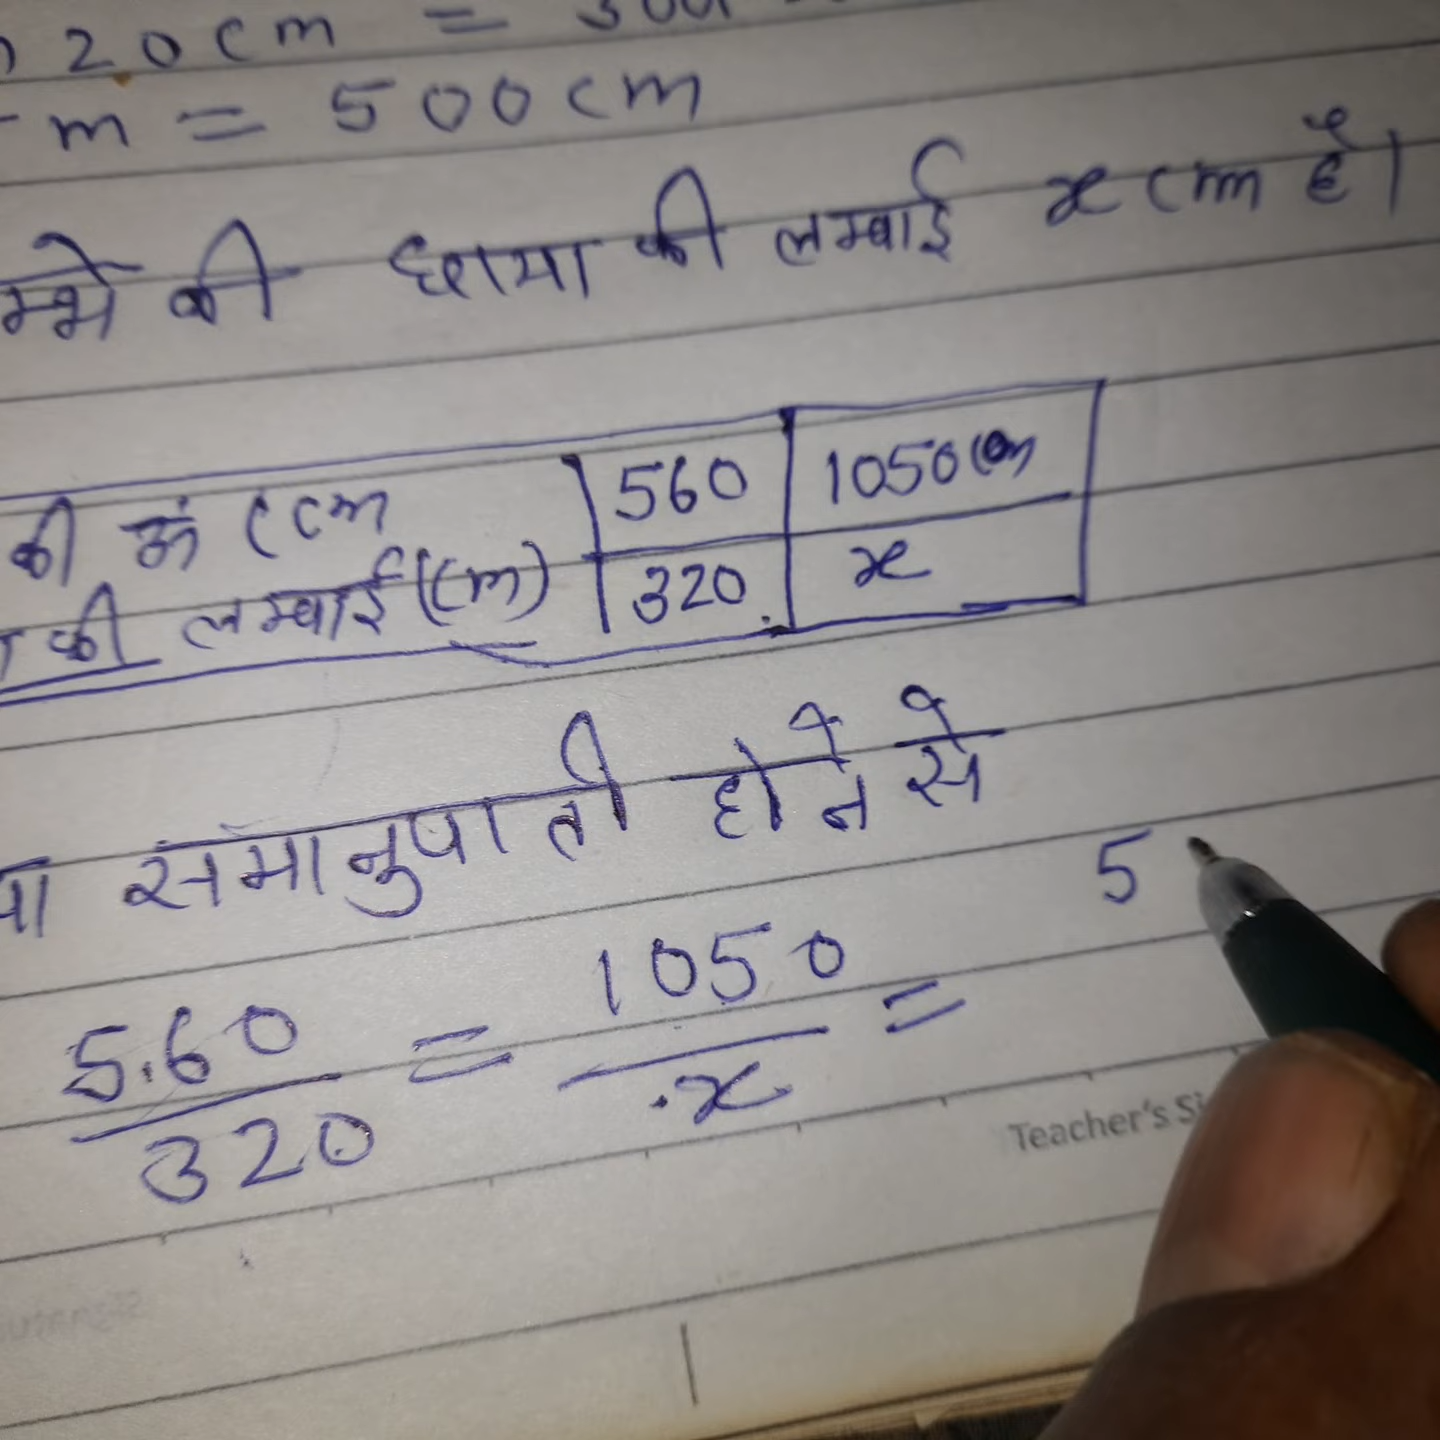 20 cm =
m = 500 cm
म्भे की छाया की लम्बाई x cm है।
की ऊं (cm 560 1050 cm
की लम्बाई (cm) 320 x
समानुपाती होने से
5
560 = 1050 =
320 x
Teacher's Si